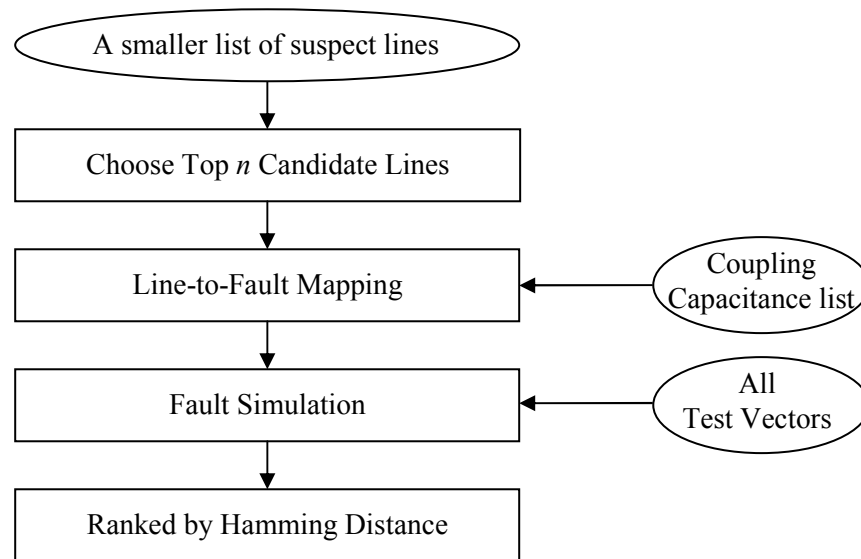 A smaller list of suspect lines
Choose Top n Candidate Lines
Line-to-Fault Mapping
Coupling
Capacitance list
Fault Simulation
All
Test Vectors
Ranked by Hamming Distance